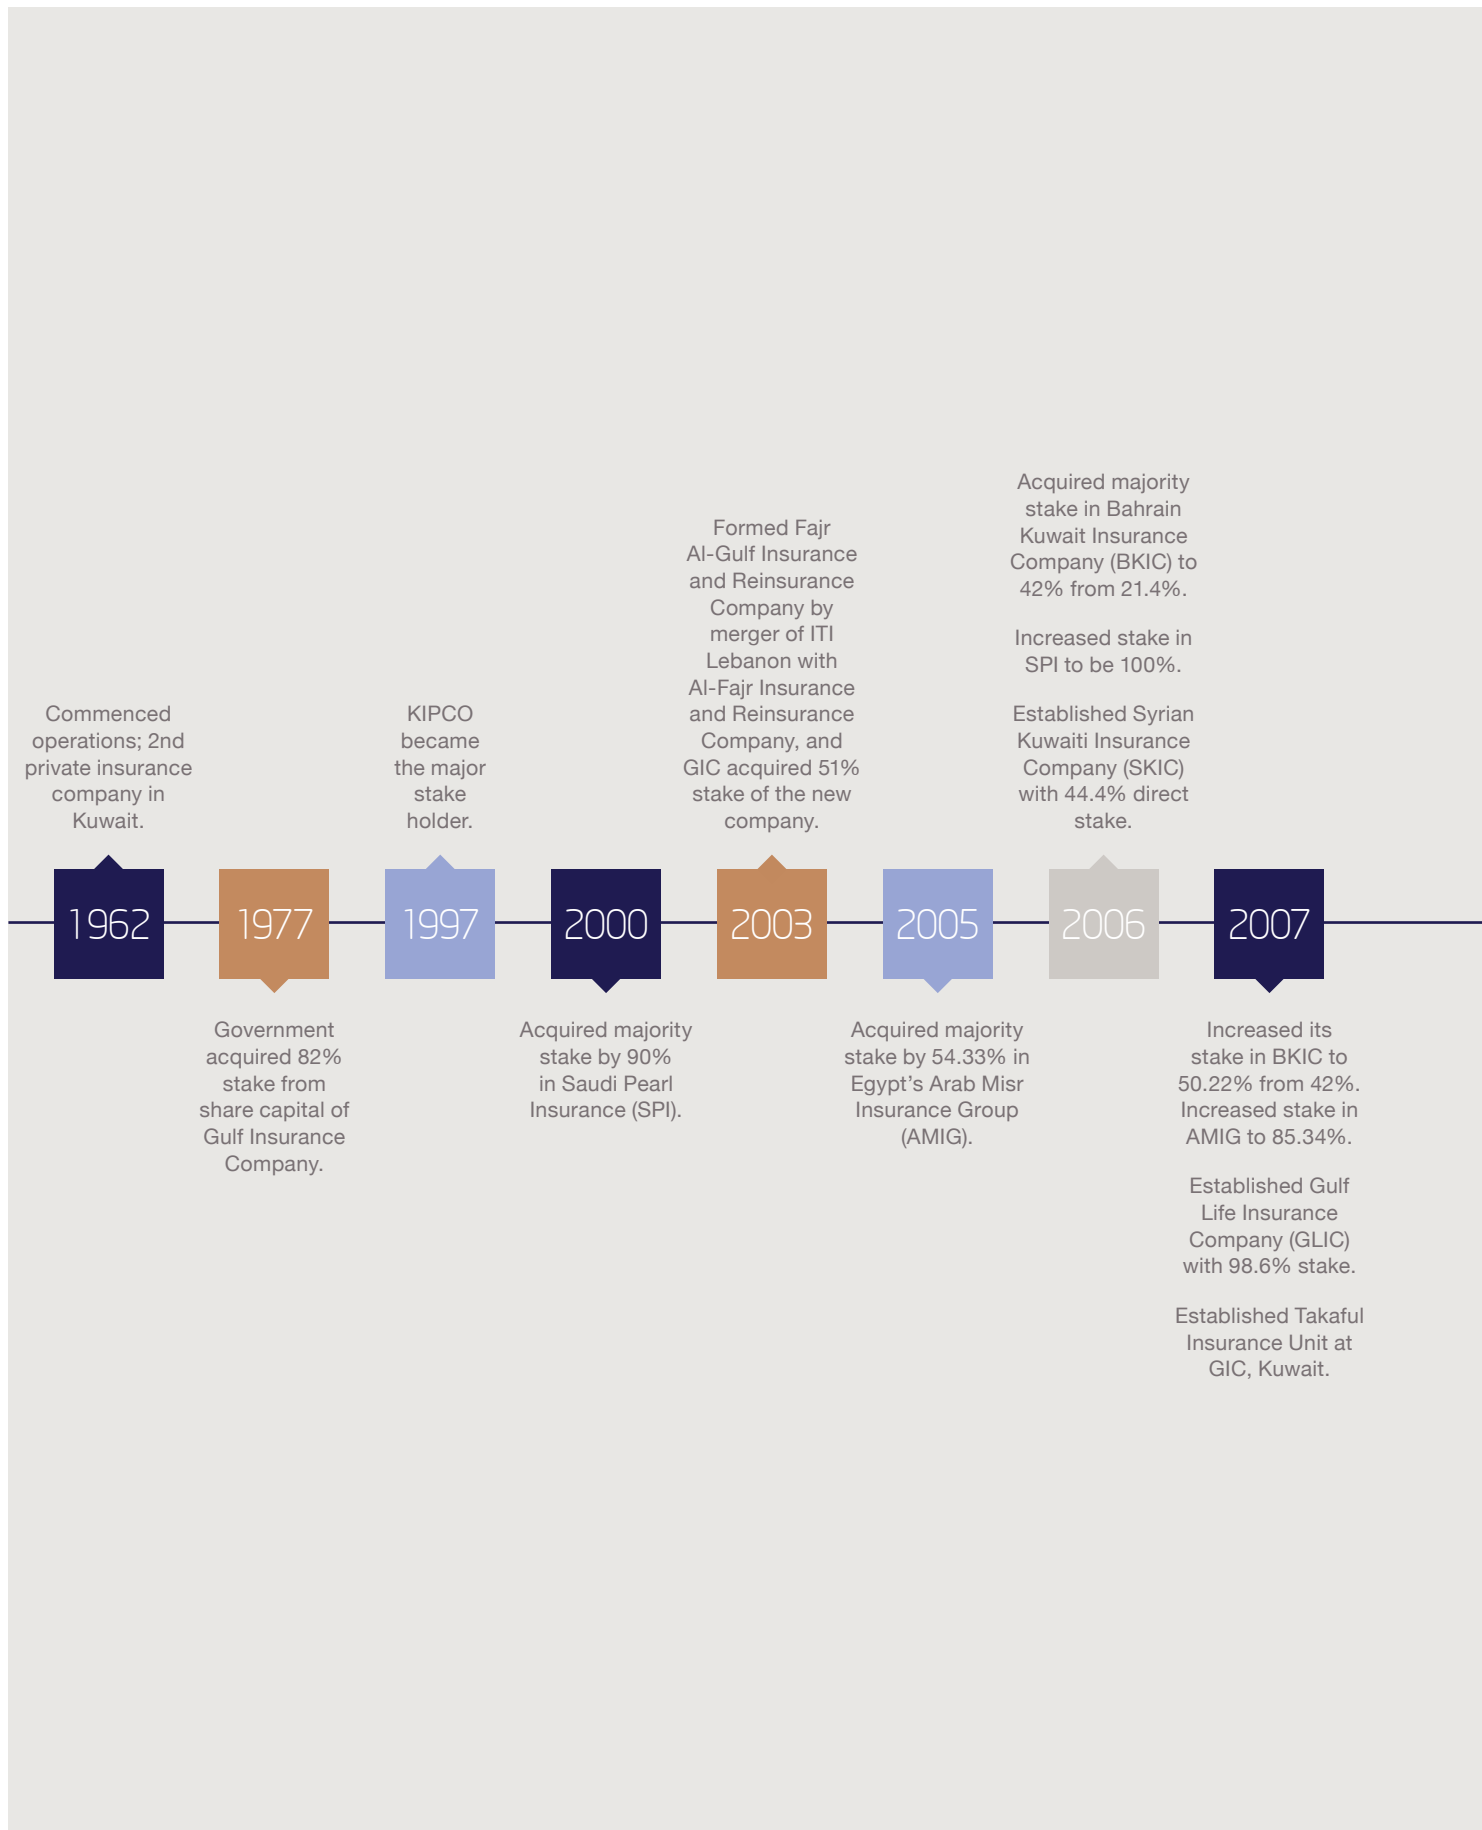 Commenced
operations; 2nd
private insurance
company in
Kuwait.
1962
1977
Government
acquired 82%
stake from
share capital of
Gulf Insurance
Company.
KIPCO
became
the major
stake
holder.
1997
2000
Acquired majority
stake by 90%
in Saudi Pearl
Insurance (SPI).
Formed Fajr
Al-Gulf Insurance
and Reinsurance
Company by
merger of ITI
Lebanon with
Al-Fajr Insurance
and Reinsurance
Company, and
GIC acquired 51%
stake of the new
company.
2003
2005
Acquired majority
stake by 54.33% in
Egypt’s Arab Misr
Insurance Group
(AMIG).
Acquired majority
stake in Bahrain
Kuwait Insurance
Company (BKIC) to
42% from 21.4%.
Increased stake in
SPI to be 100%.
Established Syrian
Kuwaiti Insurance
Company (SKIC)
with 44.4% direct
stake.
2006
2007
Increased its
stake in BKIC to
50.22% from 42%.
Increased stake in
AMIG to 85.34%.
Established Gulf
Life Insurance
Company (GLIC)
with 98.6% stake.
Established Takaful
Insurance Unit at
GIC, Kuwait.